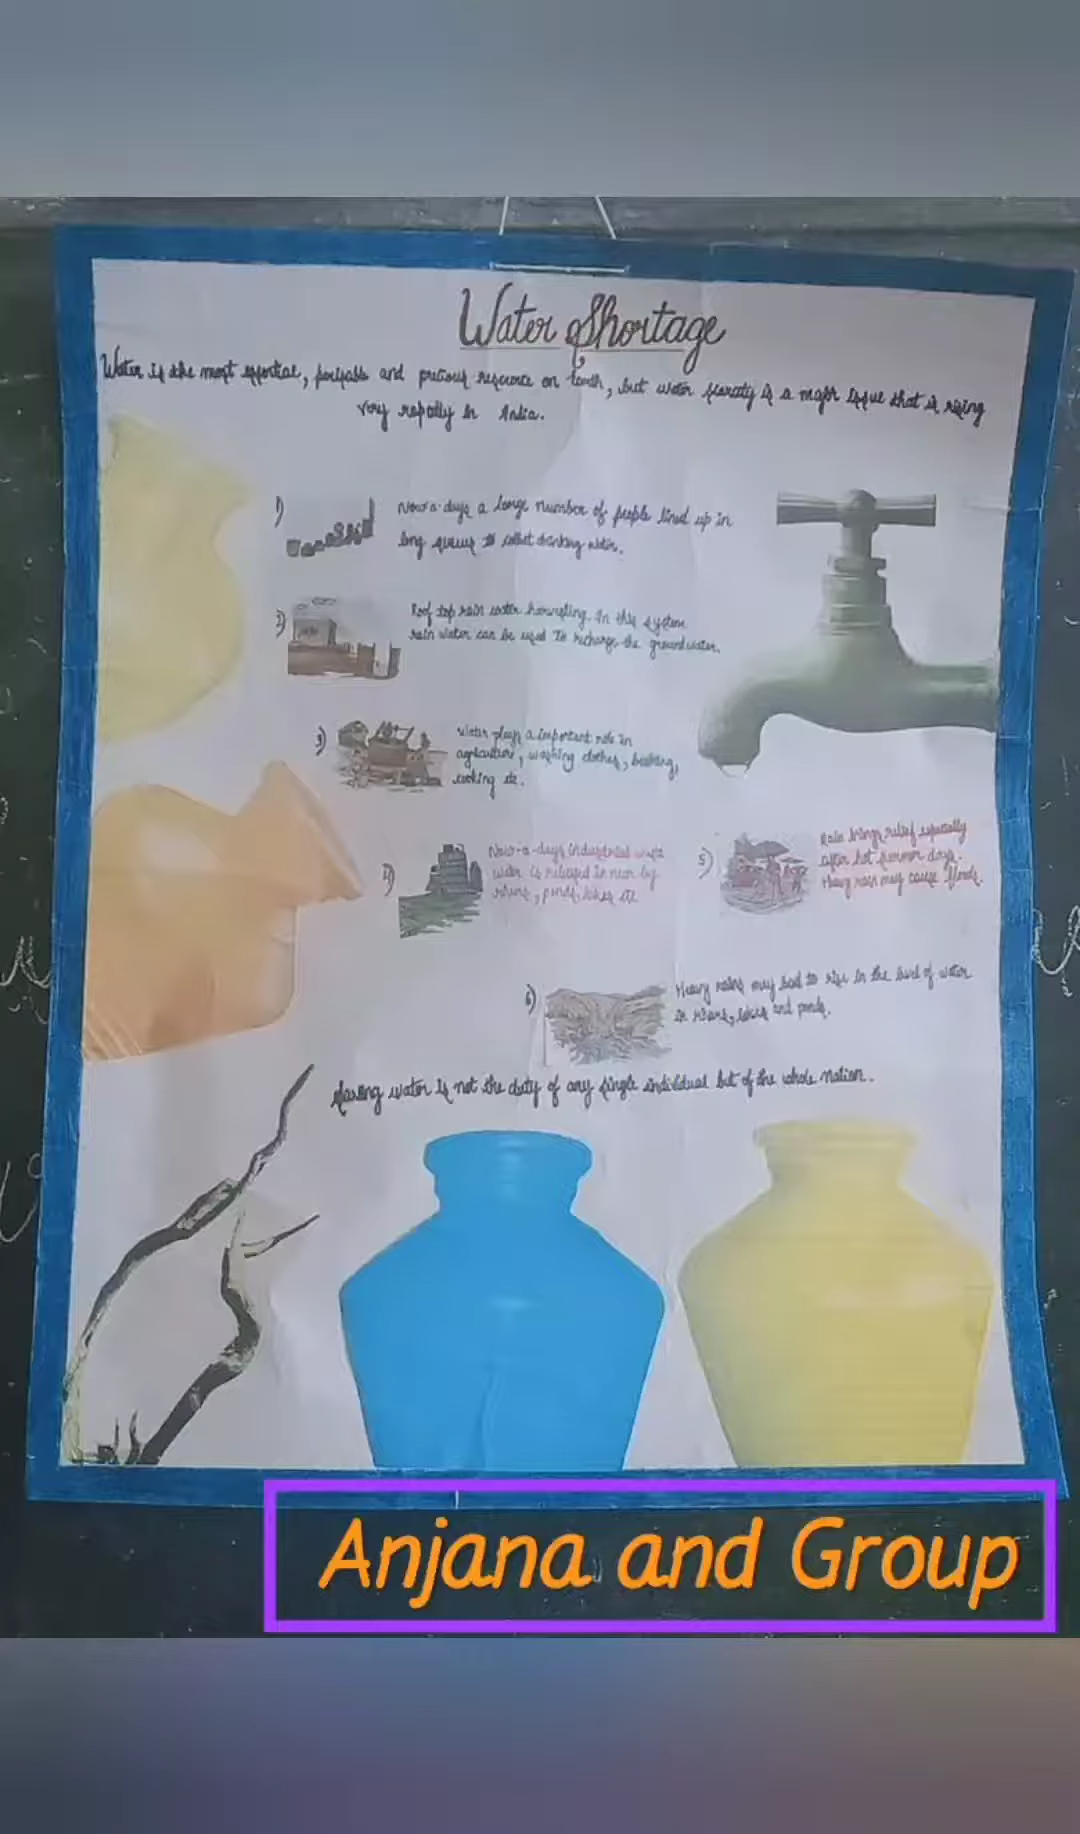 Water Shortage
Water is the most essential, and precious resource on Earth, but water scarcity is a major issue that is rising
very rapidly in India.
1) Now-a-days a large number of people lined up in
long queues to collect drinking water.
2) Roof top rain water harvesting. In this system
rain water can be used to recharge the groundwater.
3) Water plays a important role in
agriculture, washing clothes,
cooking etc.
4) Now-a-days industrial waste
water is released in near by
rivers, ponds, lakes etc
5) Rain brings relief especially
after hot summer days.
Heavy rain may cause floods.
6) Heavy rains may lead to rise in the level of water
in rivers, lakes and ponds.
Saving water is not the duty of any single individual but of the whole nation.
Anjana and Group